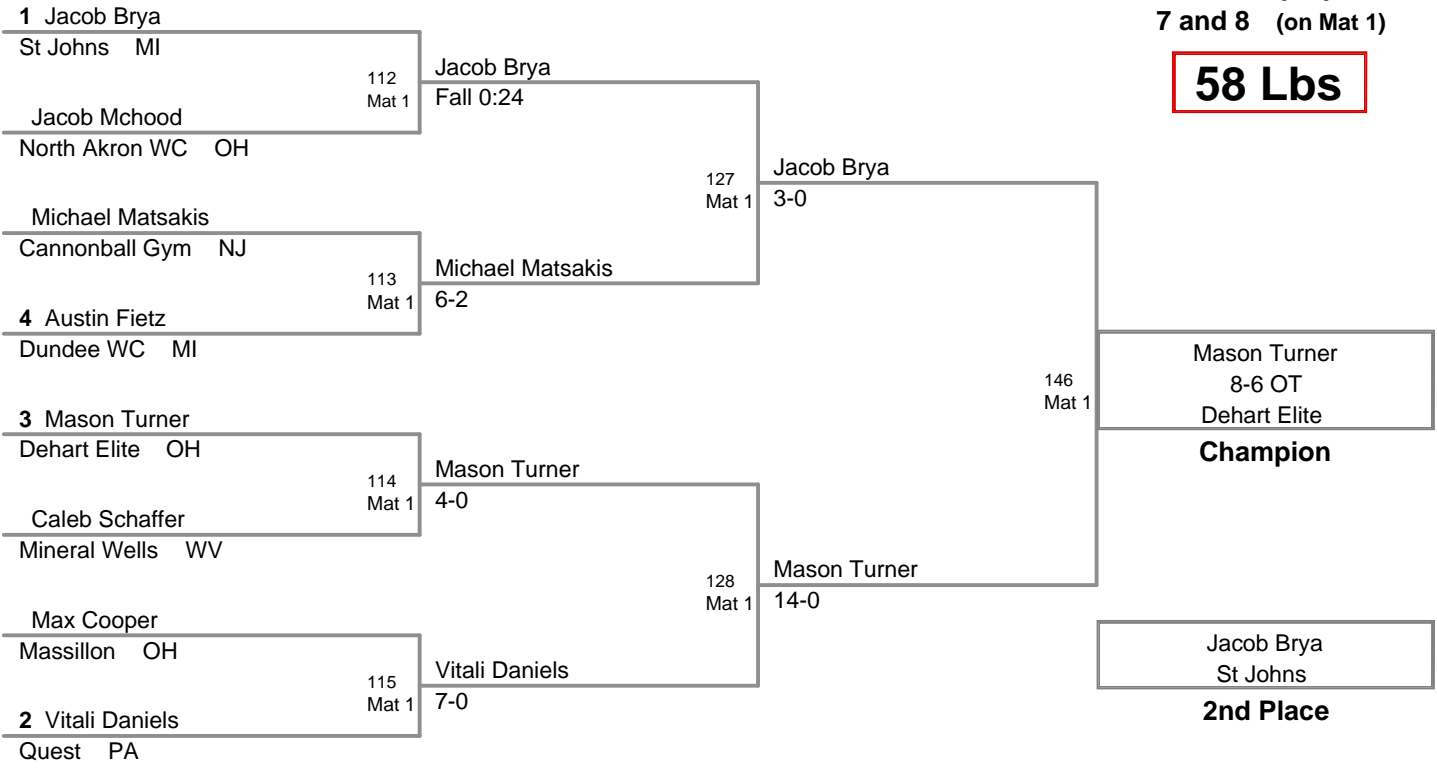 7 and 8 (on Mat 1)
58 Lbs
1 Jacob Brya
St Johns MI
112
Mat 1
Jacob Brya
Fall 0:24
Jacob Mchood
North Akron WC OH
127
Mat 1
Jacob Brya
3-0
Michael Matsakis
Cannonball Gym NJ
113
Mat 1
Michael Matsakis
6-2
4 Austin Fietz
Dundee WC MI
146
Mat 1
Mason Turner
8-6 OT
Dehart Elite
Champion
3 Mason Turner
Dehart Elite OH
114
Mat 1
Mason Turner
4-0
Caleb Schaffer
Mineral Wells WV
128
Mat 1
Mason Turner
14-0
Max Cooper
Massillon OH
115
Mat 1
Vitali Daniels
7-0
2 Vitali Daniels
Quest PA
Jacob Brya
St Johns
2nd Place